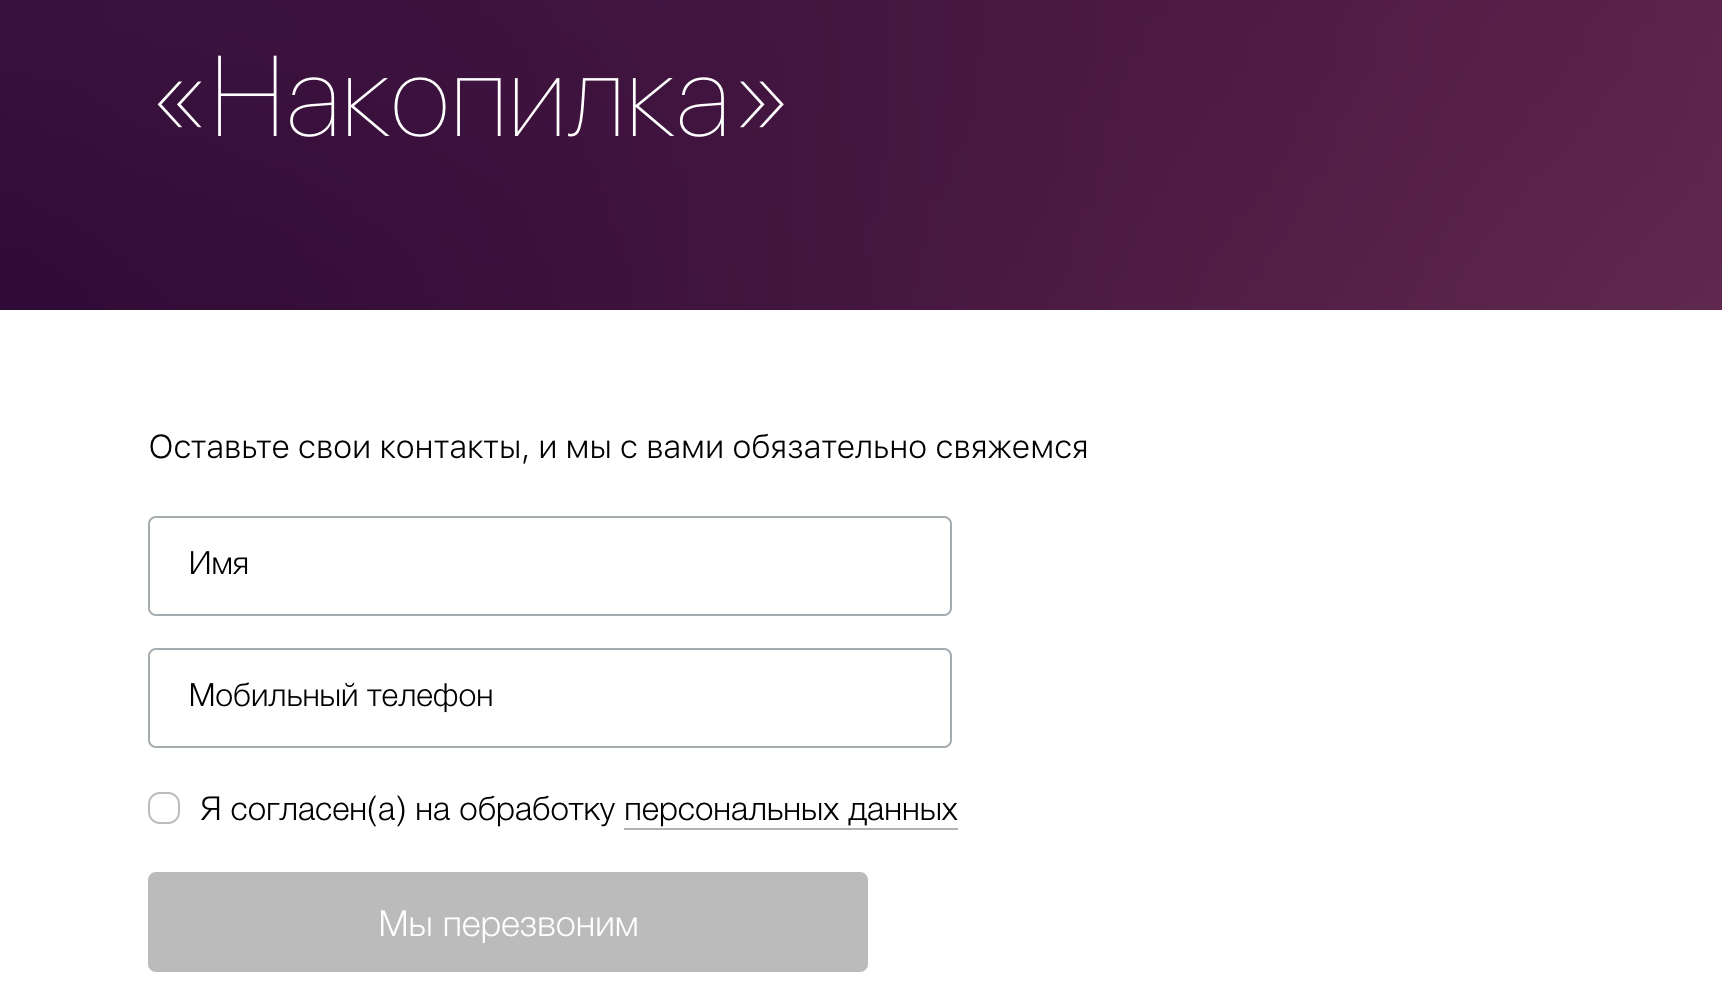 «Накопилка»
Оставьте свои контакты, и мы с вами обязательно свяжемся
Имя
Мобильный телефон
Я согласен(а) на обработку персональных данных
Мы перезвоним